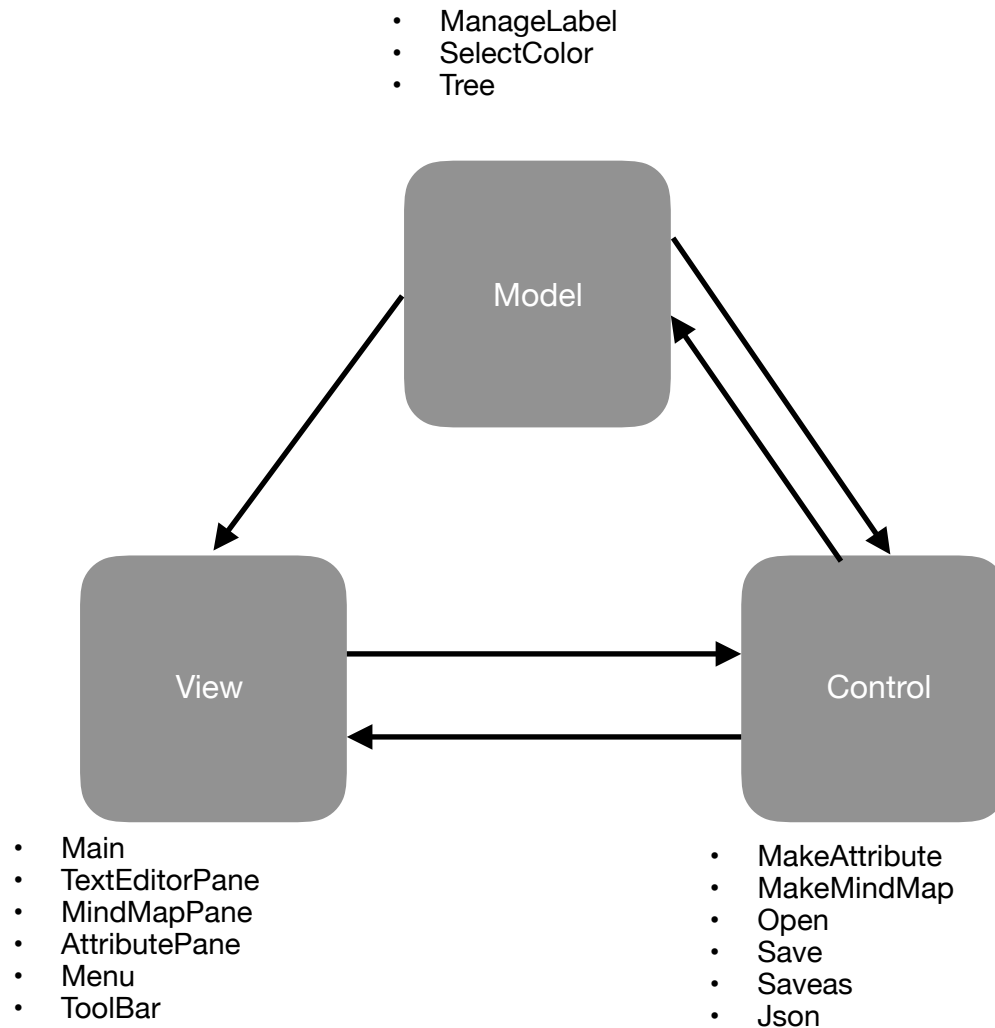 • ManageLabel
• SelectColor
• Tree
Model
View
Control
• Main
• TextEditorPane
• MindMapPane
• AttributePane
• Menu
• ToolBar
• MakeAttribute
• MakeMindMap
• Open
• Save
• Saveas
• Json